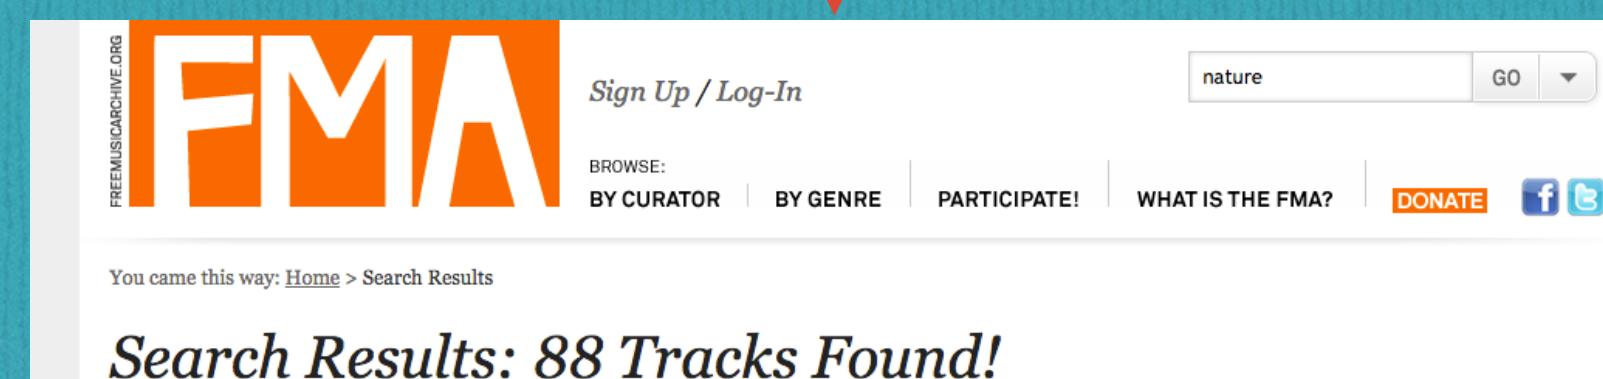 FREEMUSICARCHIVE.ORG
FMA
Sign Up / Log-In
nature
GO
BROWSE:
BY CURATOR
BY GENRE
PARTICIPATE!
WHAT IS THE FMA?
DONATE
f
t
You came this way: Home > Search Results
Search Results: 88 Tracks Found!